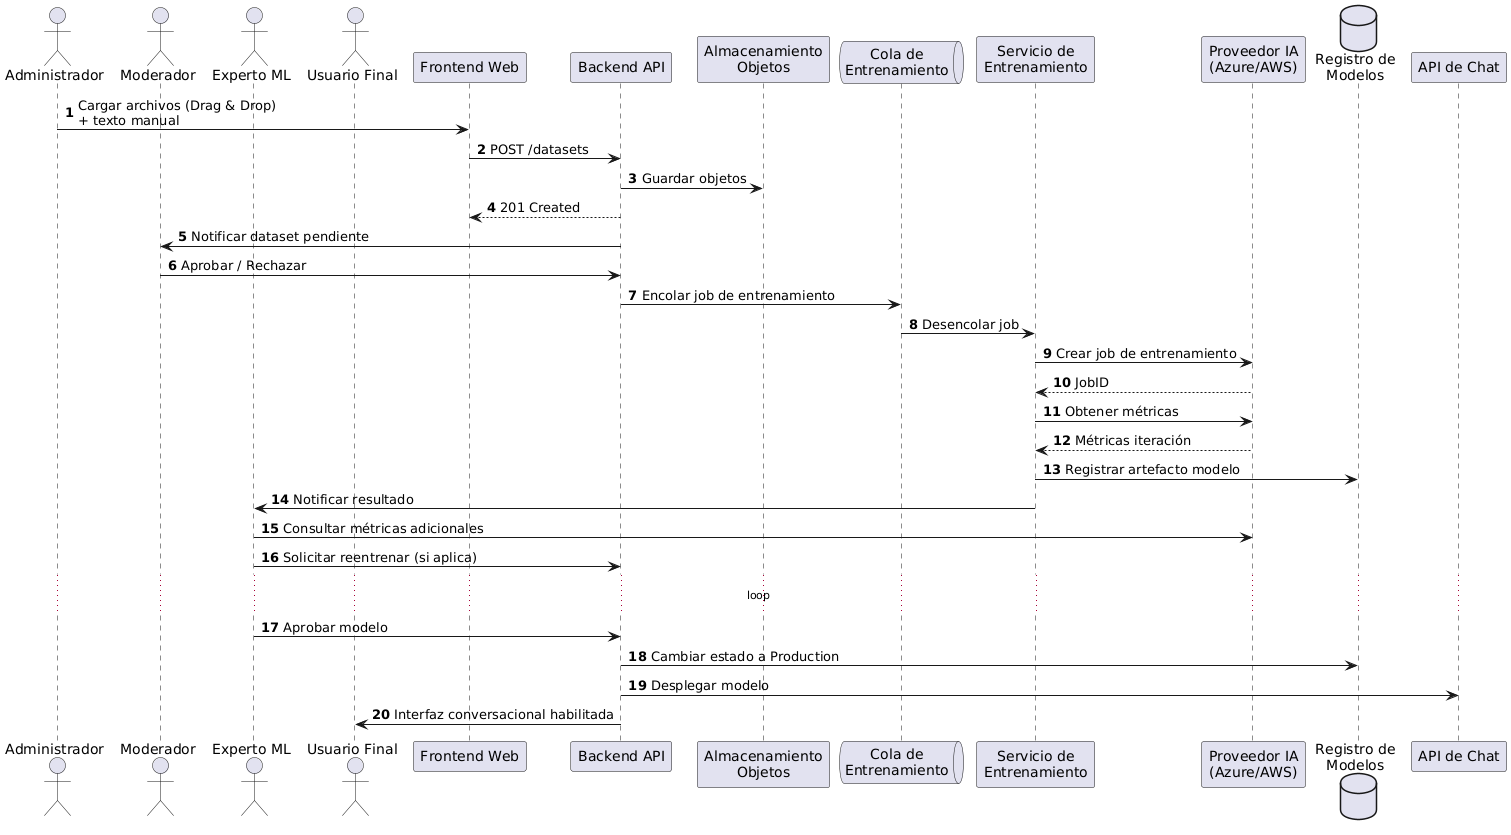 Administrador
Moderador
Experto ML
Usuario Final
Frontend Web
Backend API
Almacenamiento
Objetos
Cola de
Entrenamiento
Servicio de
Entrenamiento
Proveedor IA
(Azure/AWS)
Registro de
Modelos
API de Chat
1 Cargar archivos (Drag & Drop)
+ texto manual
2 POST /datasets
3 Guardar objetos
4 201 Created
5 Notificar dataset pendiente
6 Aprobar / Rechazar
7 Encolar job de entrenamiento
8 Desencolar job
9 Crear job de entrenamiento
10 JobID
11 Obtener métricas
12 Métricas iteración
13 Registrar artefacto modelo
14 Notificar resultado
15 Consultar métricas adicionales
16 Solicitar reentrenar (si aplica)
loop
17 Aprobar modelo
18 Cambiar estado a Production
19 Desplegar modelo
20 Interfaz conversacional habilitada
Administrador
Moderador
Experto ML
Usuario Final
Frontend Web
Backend API
Almacenamiento
Objetos
Cola de
Entrenamiento
Servicio de
Entrenamiento
Proveedor IA
(Azure/AWS)
Registro de
Modelos
API de Chat